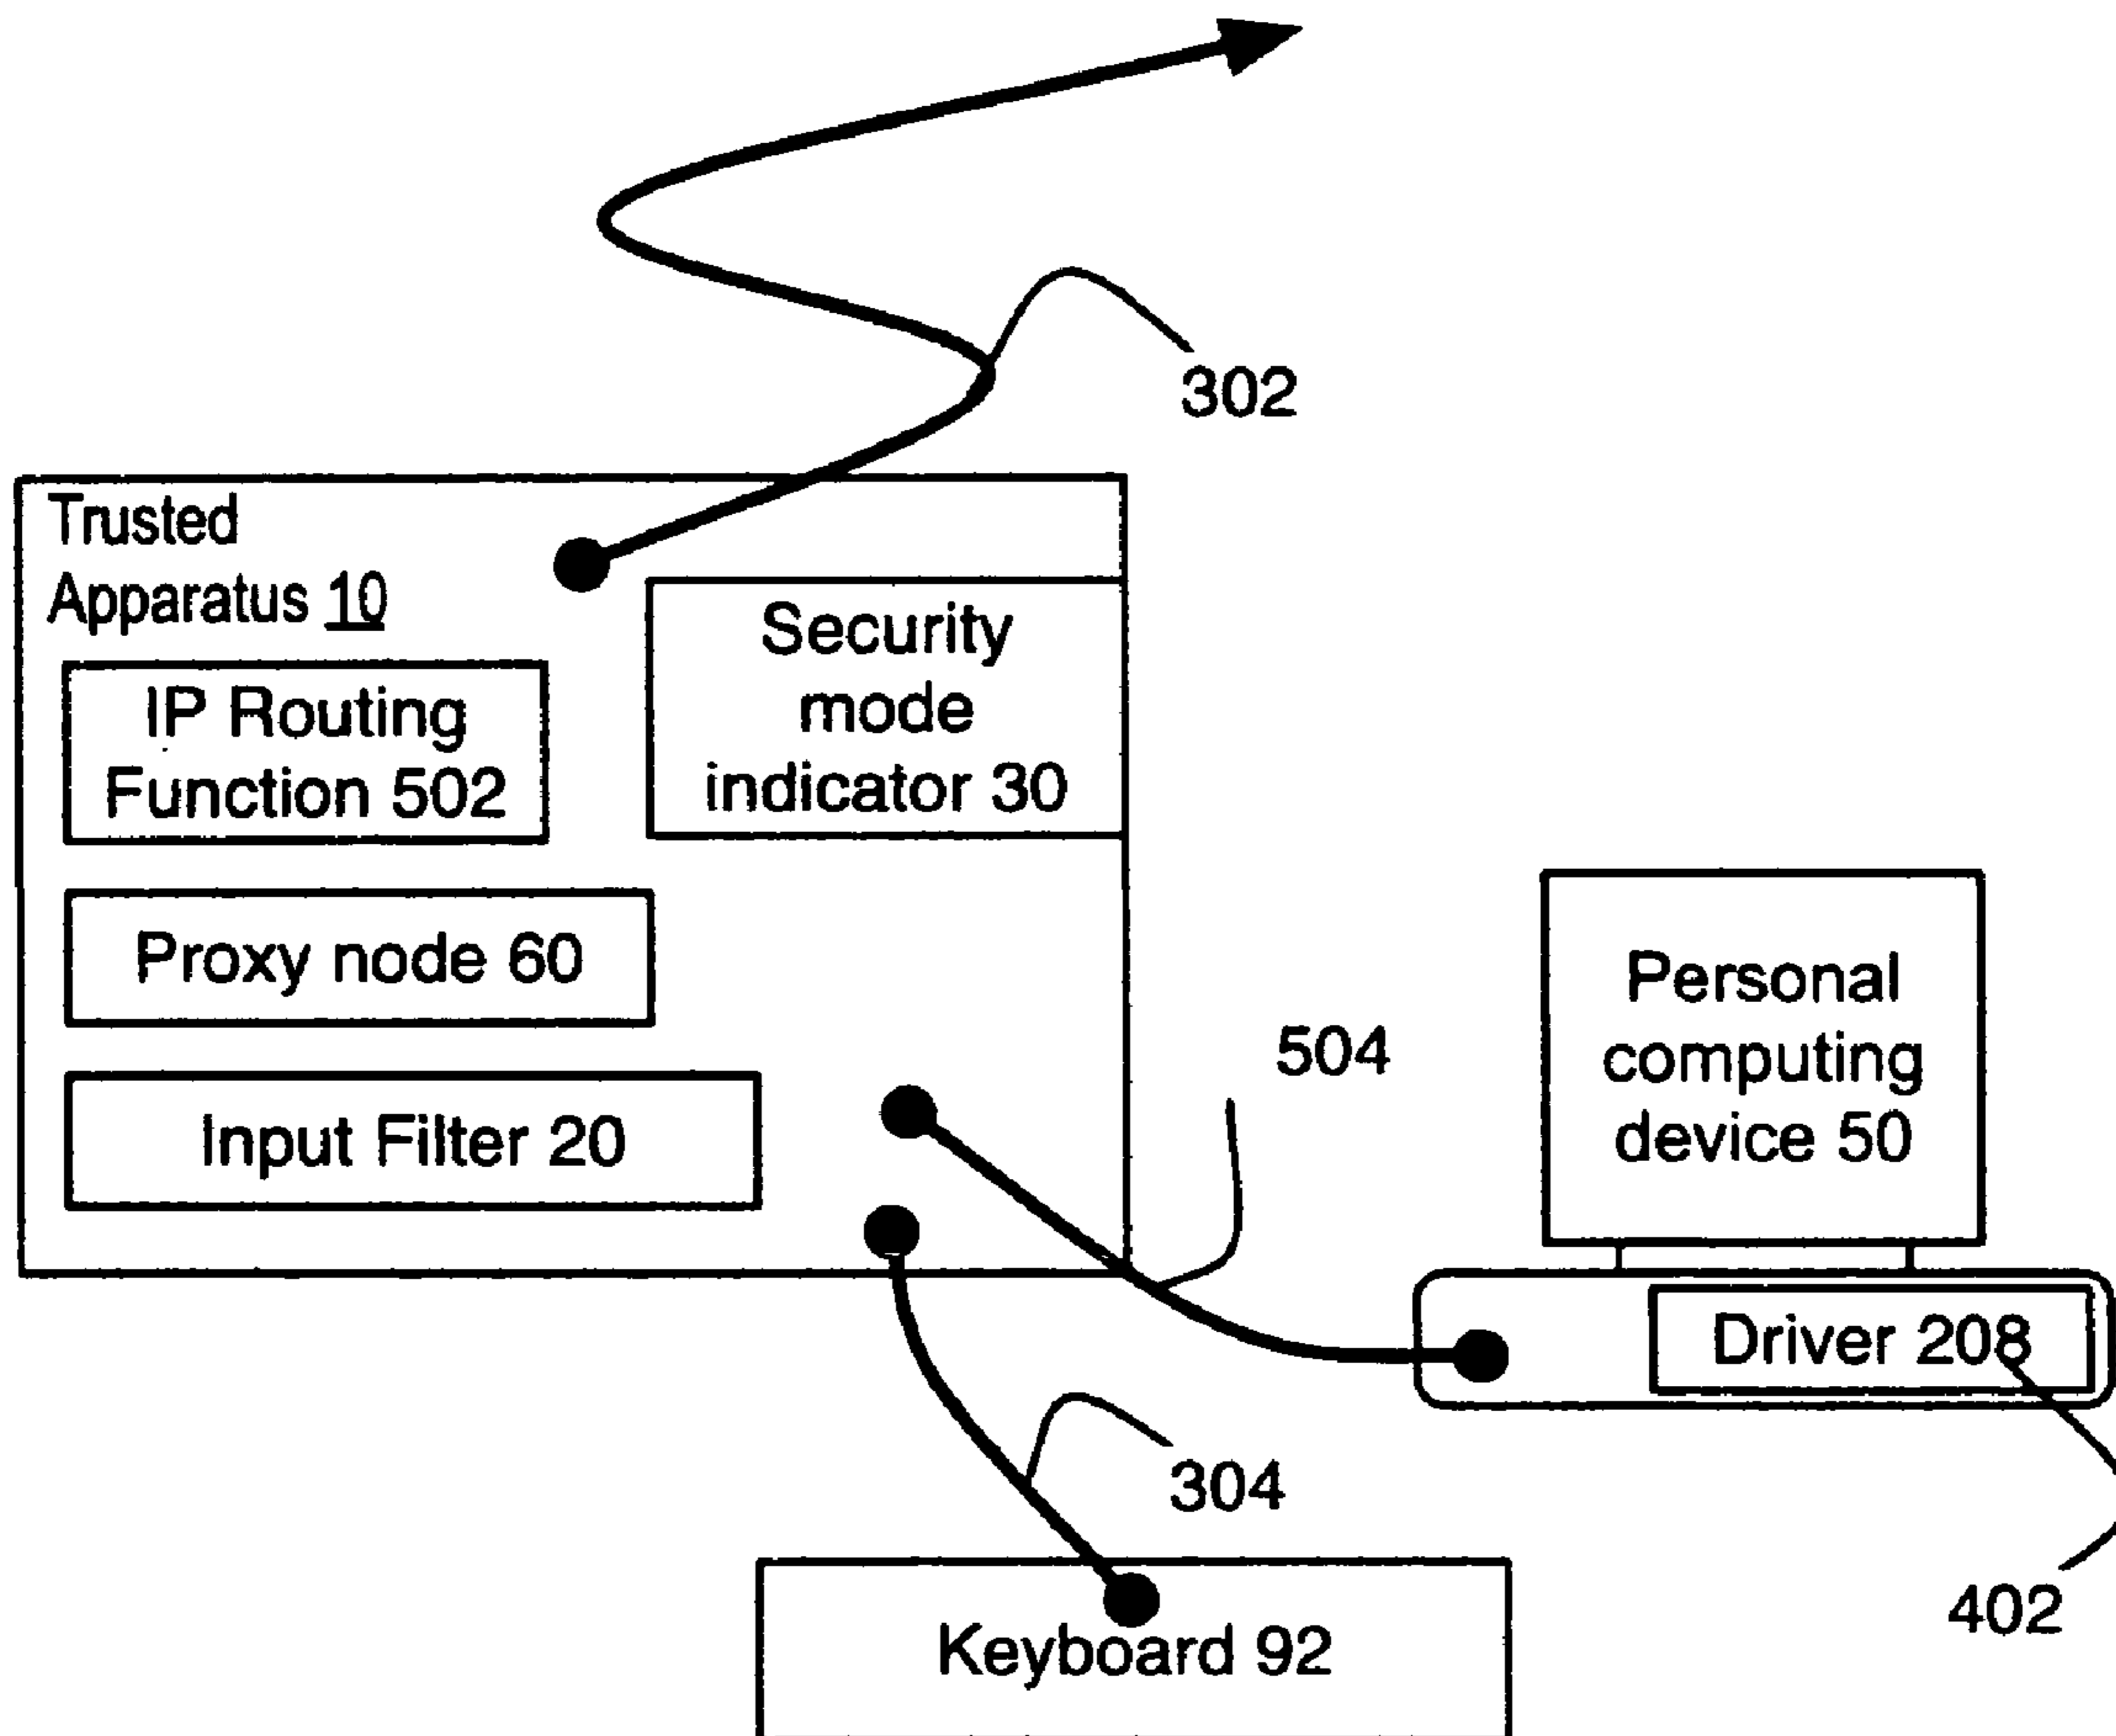 302
Trusted
Apparatus 10
Security
mode
indicator 30
IP Routing
Function 502
Proxy node 60
Input Filter 20
504
Personal
computing
device 50
Driver 208
304
402
Keyboard 92